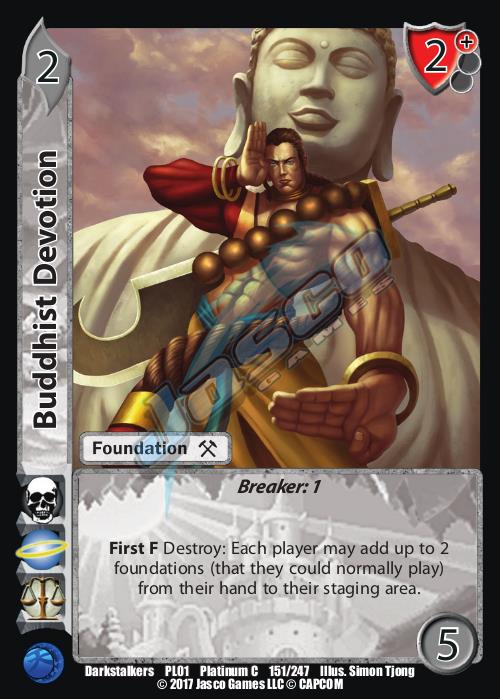 2
2 +
Buddhist Devotion
Jasco
GAMES
Foundation
Breaker: 1
First F Destroy: Each player may add up to 2
foundations (that they could normally play)
from their hand to their staging area.
5
Darkstalkers PL01 Platinum C 151/247 Illus. Simon Tjong
© 2017 Jasco Games LLC © CAPCOM